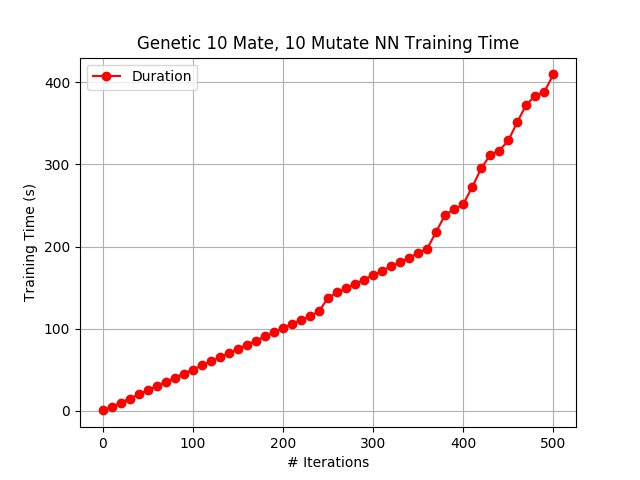 Genetic 10 Mate, 10 Mutate NN Training Time
Duration
Training Time (s)
400
300
200
100
0
0 100 200 300 400 500
# Iterations